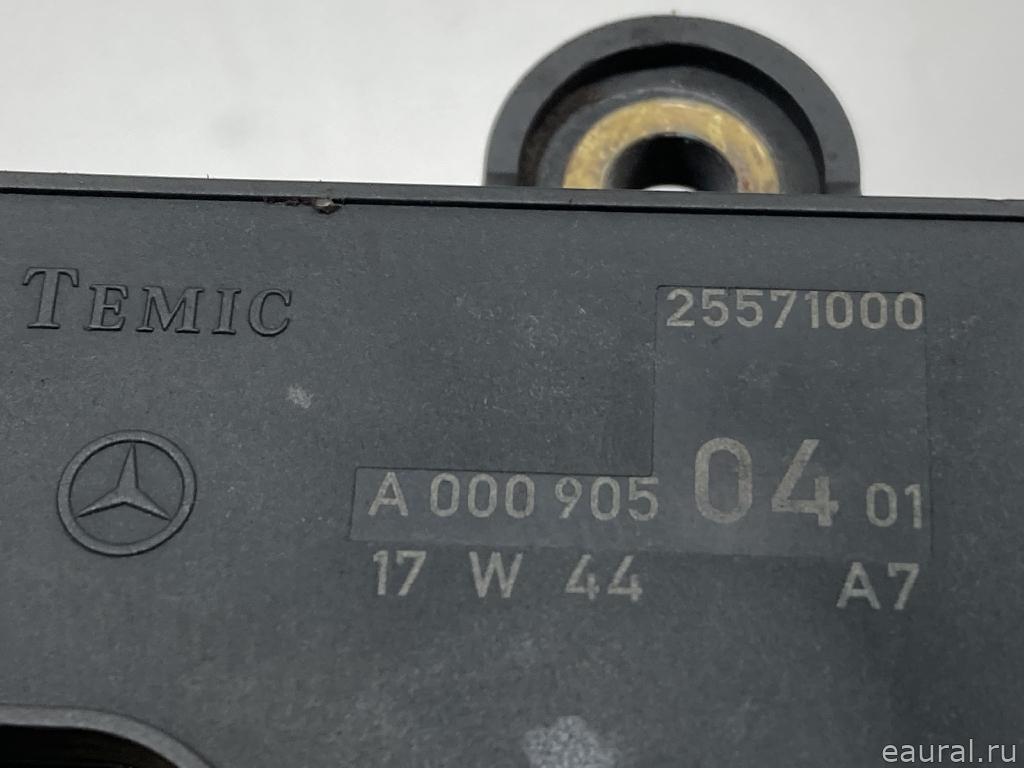 TEMIC
25571000
A 000 905 04 01
17 W 44 A7
eaural.ru